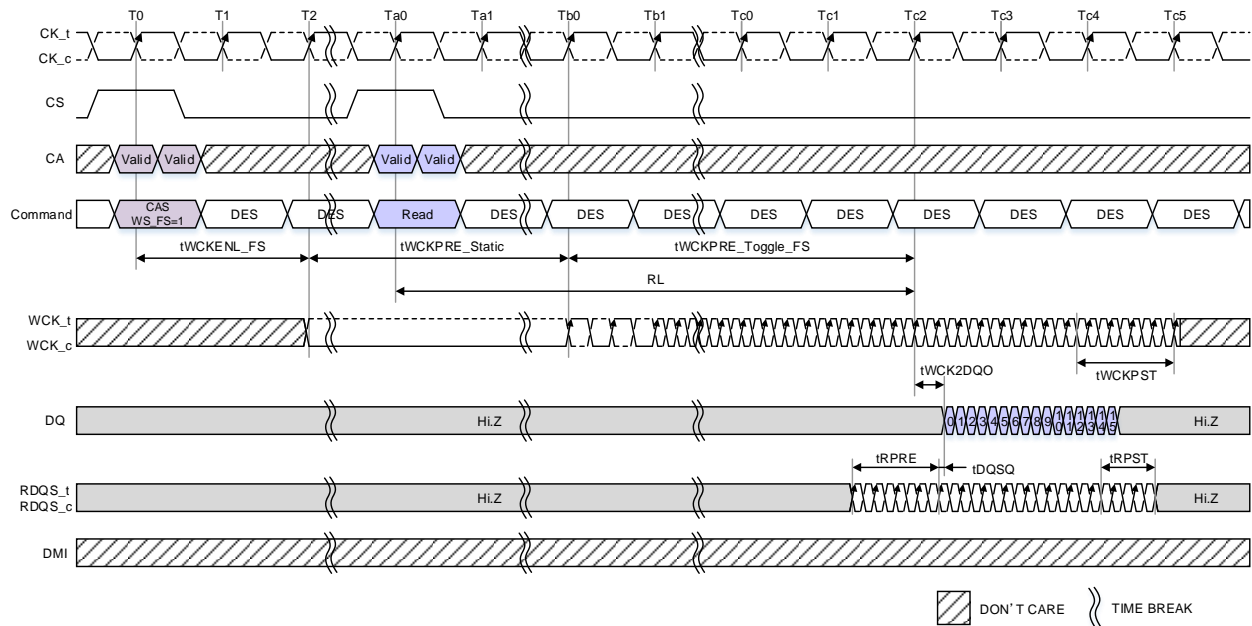 T0 T1 T2 Ta0 Ta1 Tb0 Tb1 Tc0 Tc1 Tc2 Tc3 Tc4 Tc5
CK_t
CK_c
CS
CA Valid Valid Valid Valid
Command CAS WS_FS=1 DES DES Read DES DES DES DES DES DES DES DES DES
tWCKENL_FS tWCKPRE_Static tWCKPRE_Toggle_FS
RL
WCK_t
WCK_c
tWCK2DQO tWCKPST
DQ Hi.Z 0 1 2 3 4 5 6 7 8 9 10 11 12 13 14 15 Hi.Z
tRPRE tDQSQ tRPST
RDQS_t
RDQS_c Hi.Z Hi.Z
DMI
DON'T CARE TIME BREAK